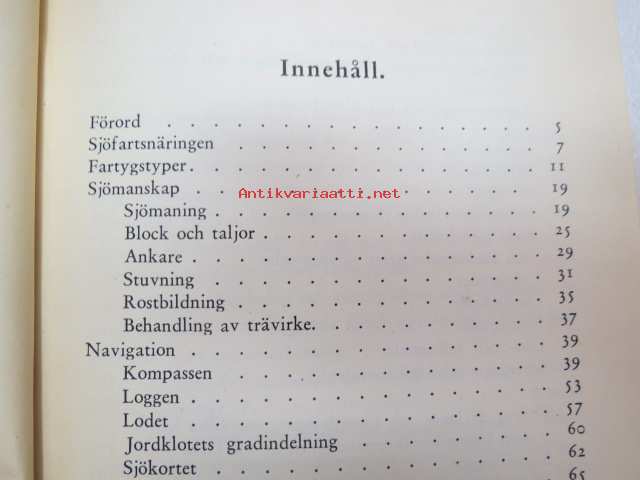 Innehåll.
Förord . . . . . . . . . . . . . . . . 5
Sjöfartsnäringen . . . . . . . . . . . . . 7
Fartygstyper . . . . . . . . . . . . . . 11
Sjömanskap . . . . . . . . . . . . . . 19
Antikvariaatti.net
Sjömaning . . . . . . . . . . . . . 19
Block och taljor . . . . . . . . . . . 25
Ankare . . . . . . . . . . . . . . 29
Stuvning . . . . . . . . . . . . . 31
Rostbildning . . . . . . . . . . . . 35
Behandling av trävirke. . . . . . . . . 37
Navigation . . . . . . . . . . . . . . 39
Kompassen . . . . . . . . . . . . 39
Loggen . . . . . . . . . . . . . . 53
Lodet . . . . . . . . . . . . . . 57
Jordklotets gradindelning . . . . . . . 60
Sjökortet . . . . . . . . . . . . . 62
65